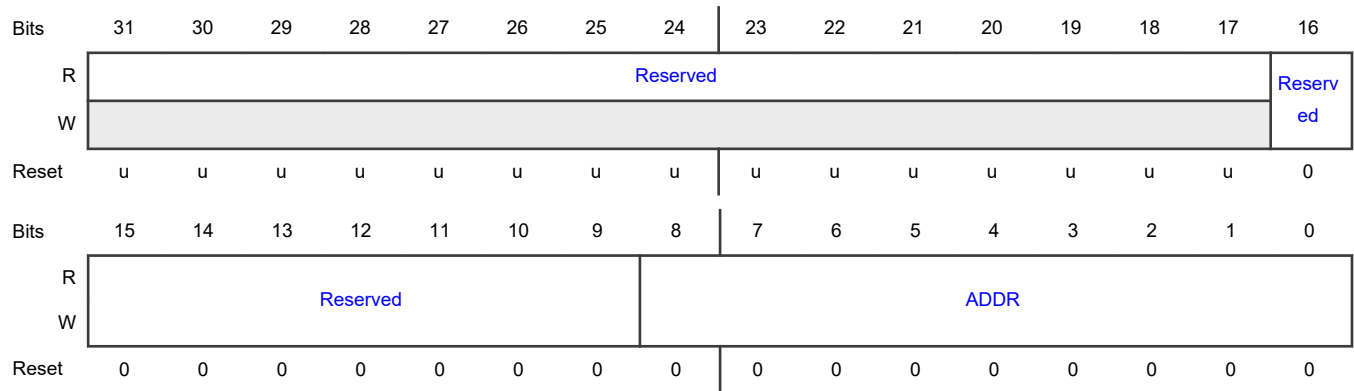 Bits 31 30 29 28 27 26 25 24 23 22 21 20 19 18 17 16
R Reserved Reserv
W ed
Reset u u u u u u u u u u u u u u u 0
Bits 15 14 13 12 11 10 9 8 7 6 5 4 3 2 1 0
R
Reserved ADDR
W
Reset 0 0 0 0 0 0 0 0 0 0 0 0 0 0 0 0